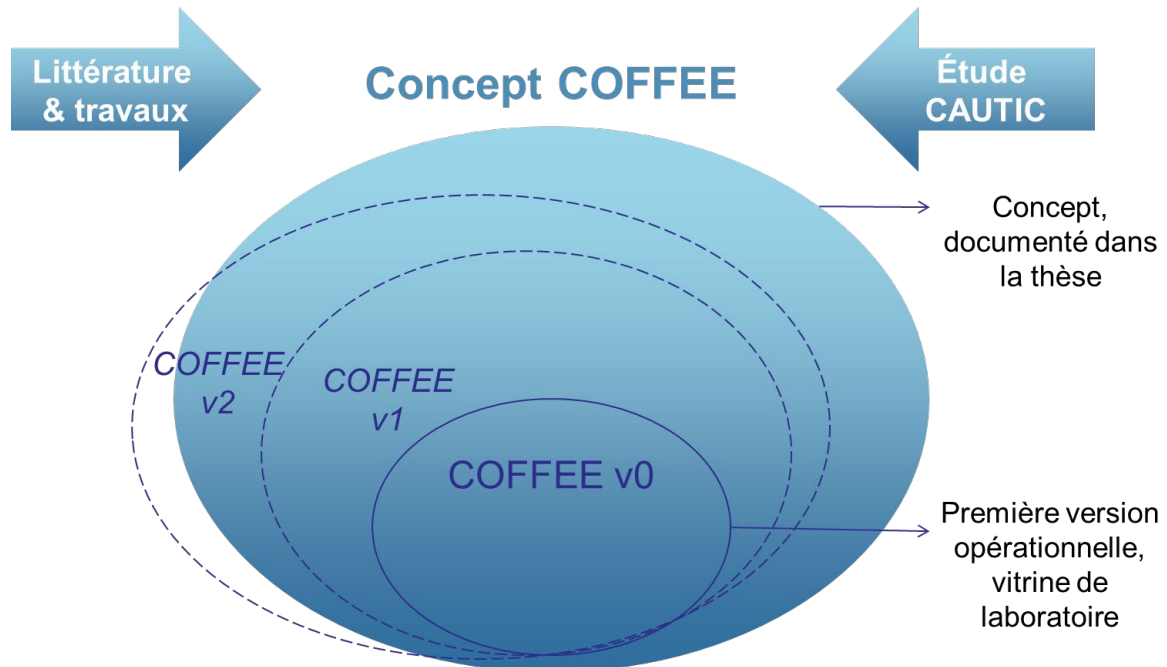 Littérature
& travaux
Concept COFFEE
Étude
CAUTIC
Concept,
documenté dans
la thèse
COFFEE
v2
COFFEE
v1
COFFEE v0
Première version
opérationnelle,
vitrine de
laboratoire